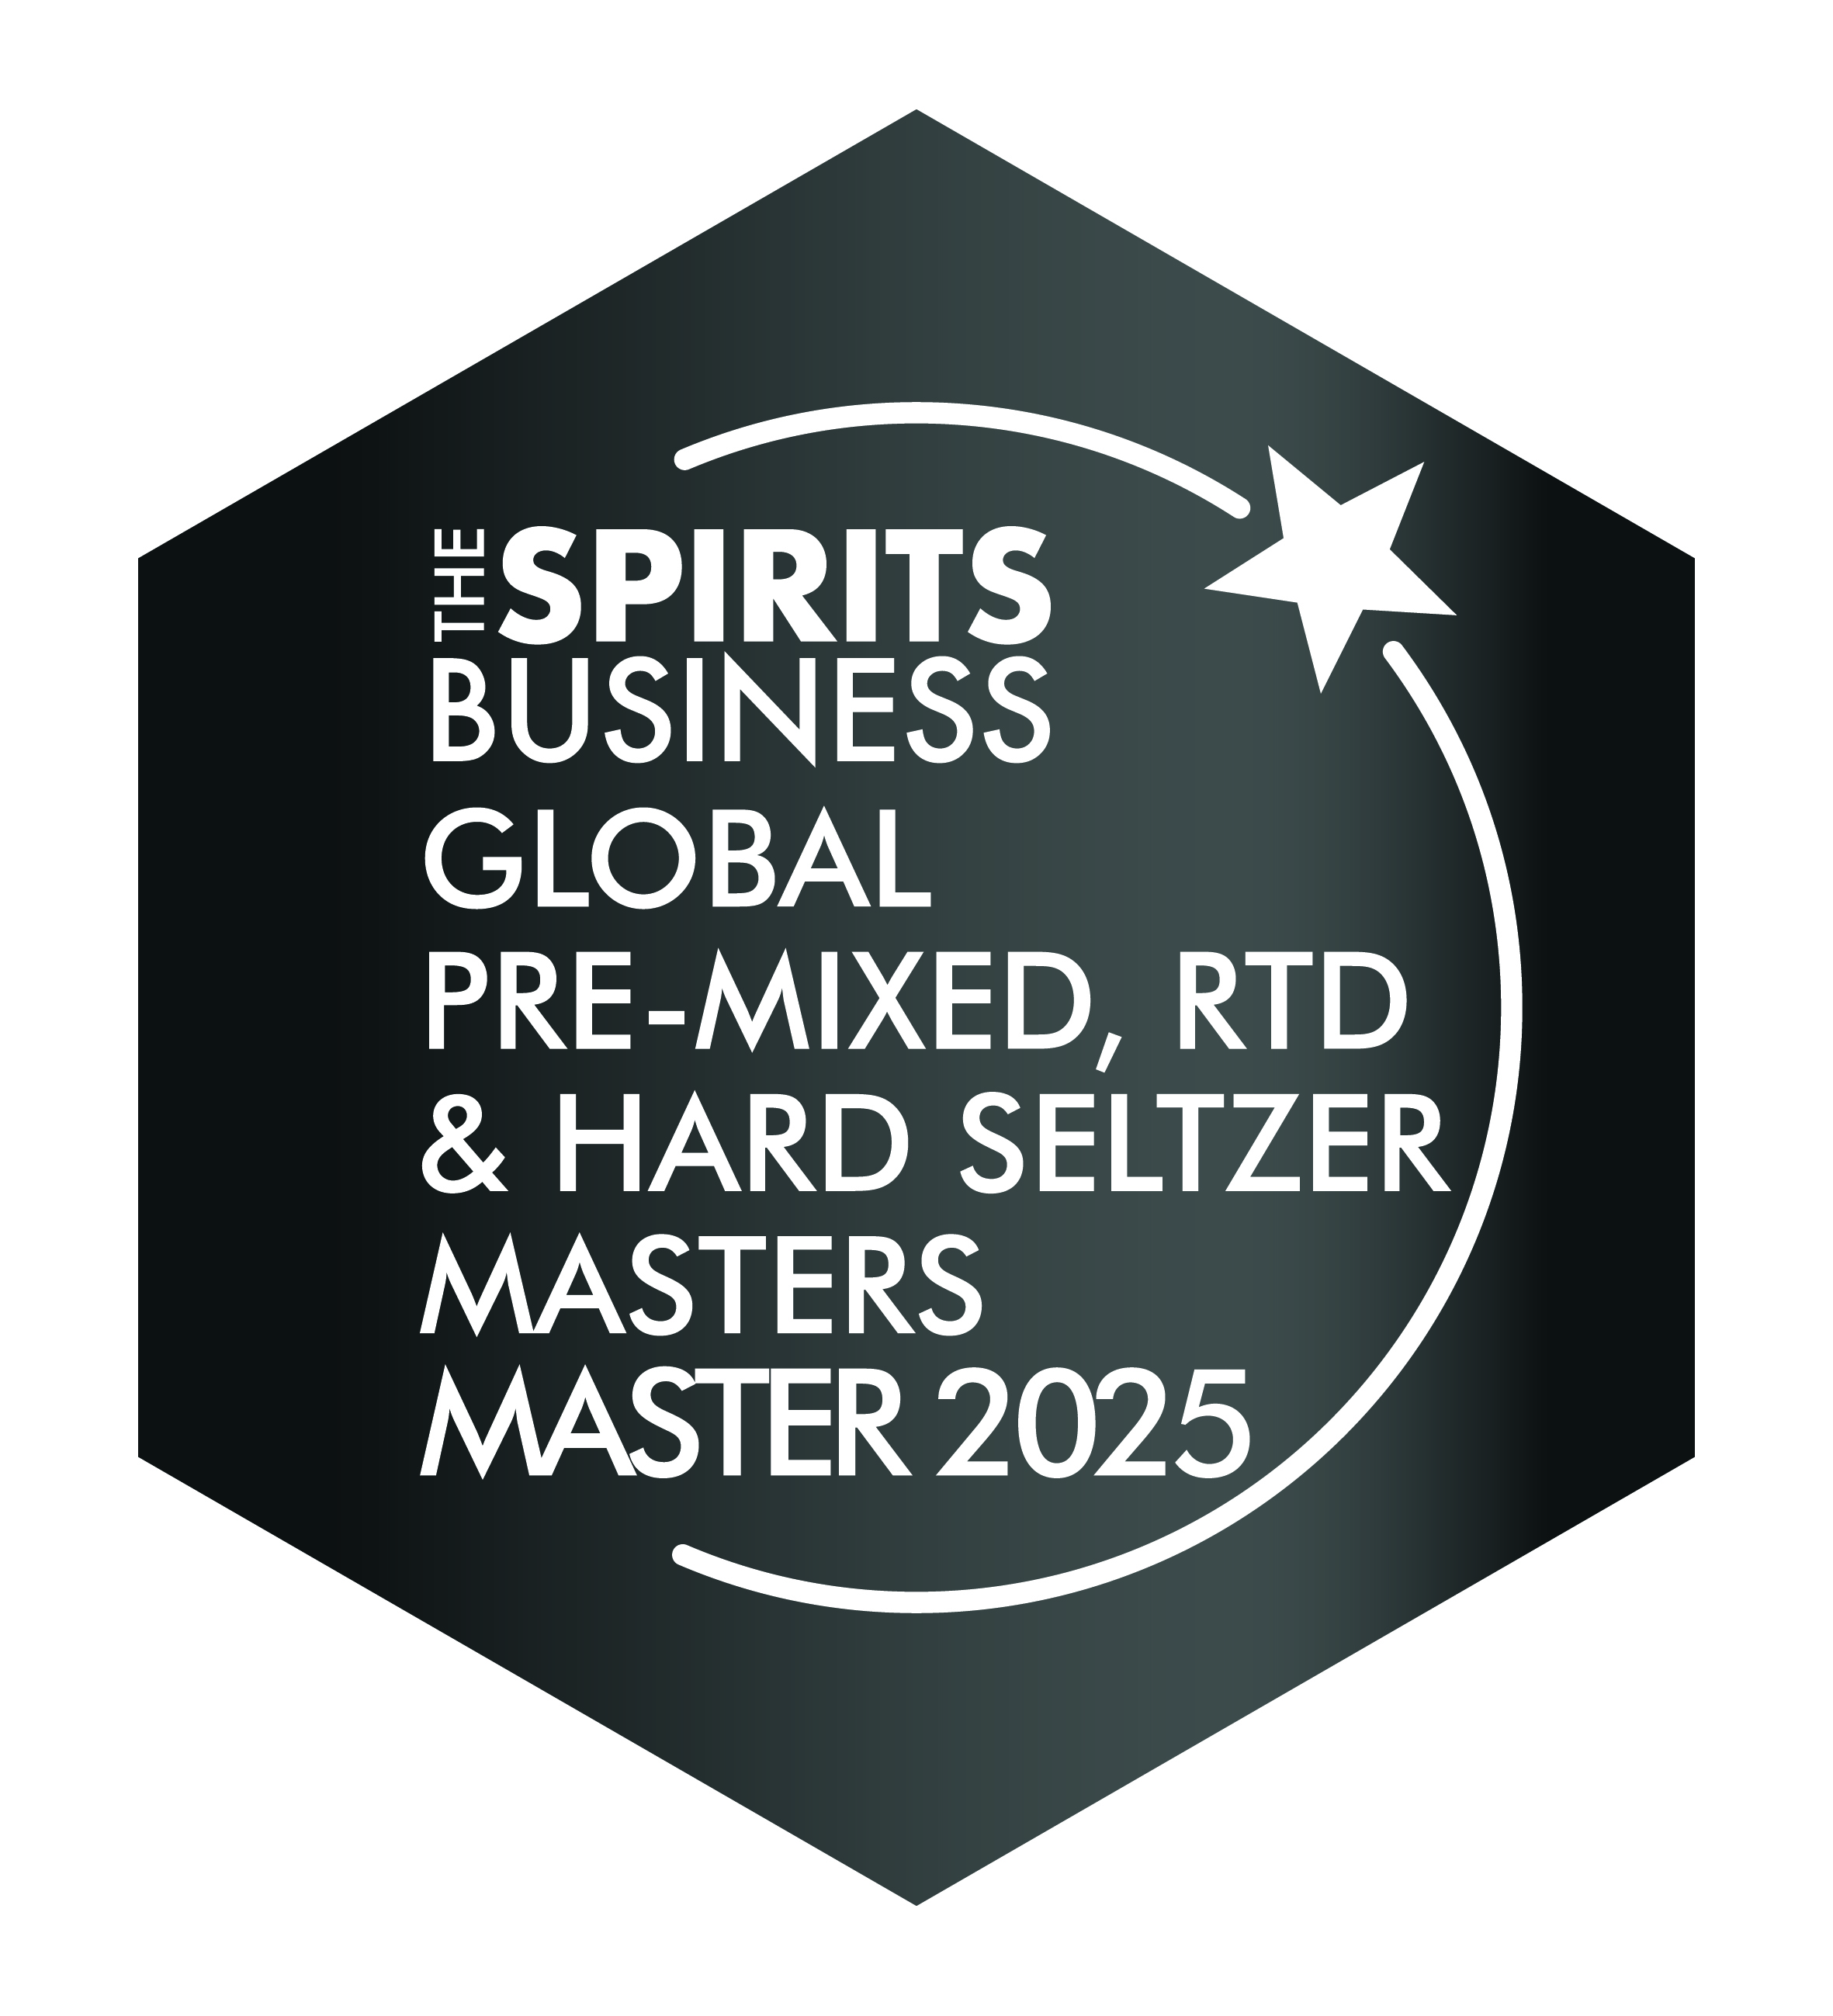 THE SPIRITS
BUSINESS
GLOBAL
PRE-MIXED, RTD
& HARD SELTZER
MASTERS
MASTER 2025